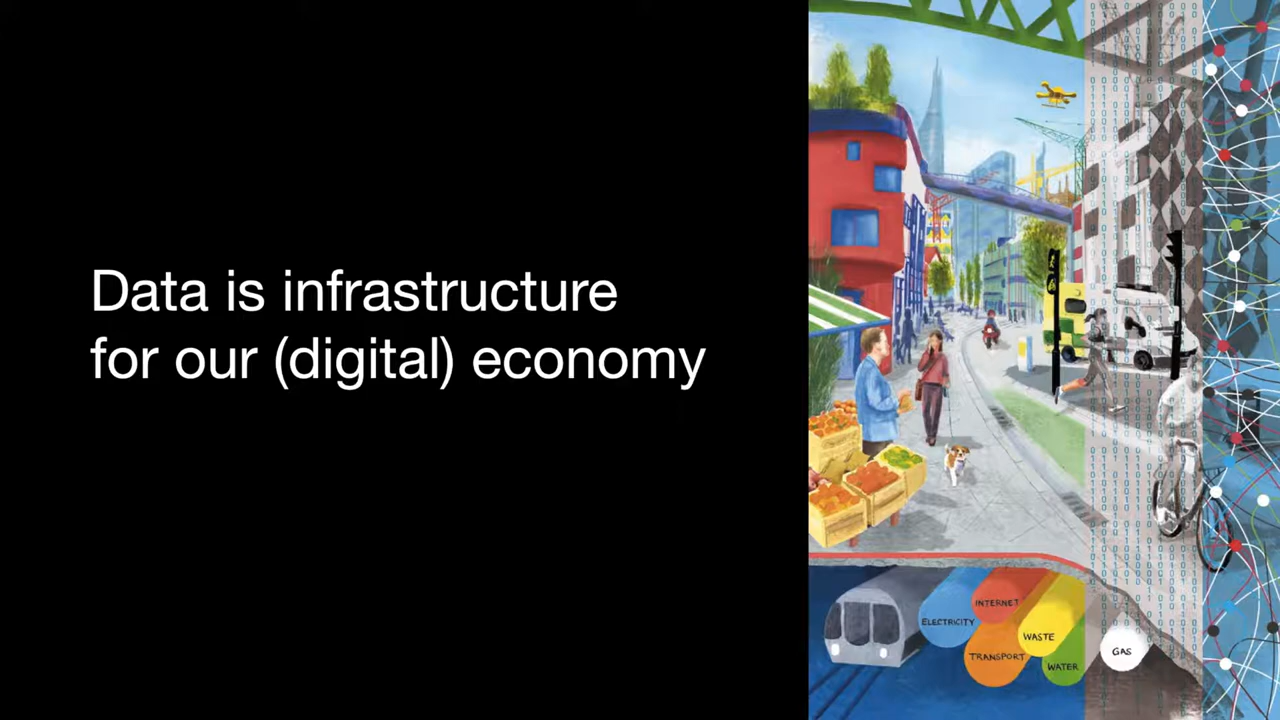 Data is infrastructure
for our (digital) economy
INTERNET
ELECTRICITY
WASTE
TRANSPORT
WATER
GAS